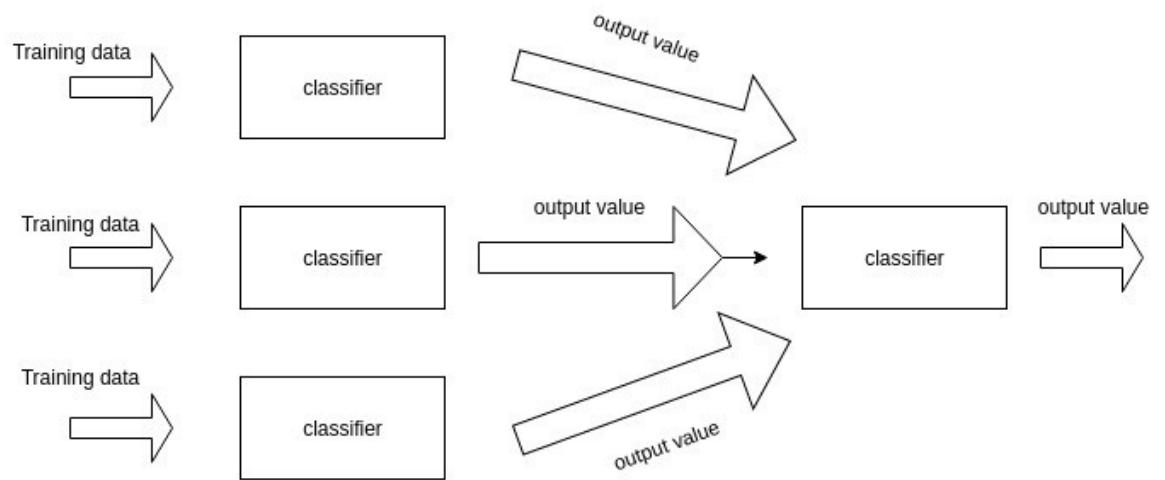 Training data
classifier
output value
Training data
classifier
output value
classifier
output value
Training data
classifier
output value